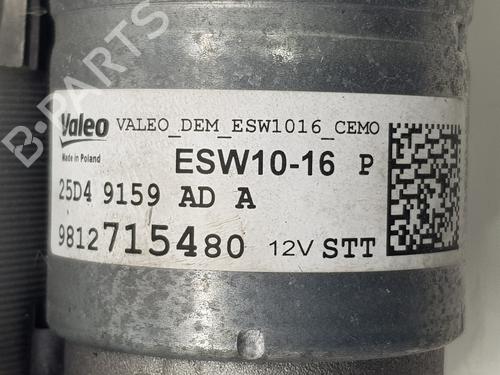 Valeo VALEO_DEM_ESW1016_CEMO
Made in Poland
ESW10-16 P
25D4 9159 AD A
9812715480 12V STT
B-PARTS